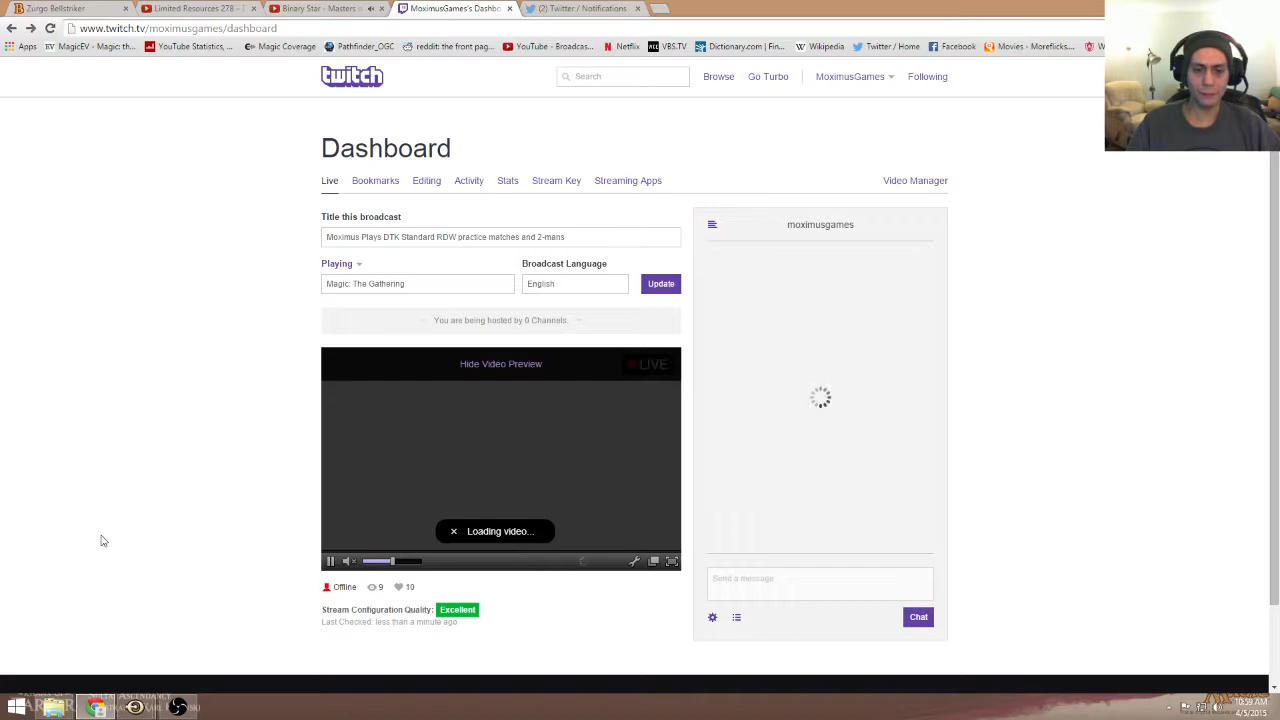 Zurgo Bellstriker
Limited Resources 278 –
Binary Star - Masters o
MoximusGames's Dashbo
(2) Twitter / Notifications
www.twitch.tv/moximusgames/dashboard
Apps
MagicEV — Mag
YouTube Statistics, ...
Magic Coverage
Pathfinder_OGC
reddit: the front pag...
YouTube — Broadcas...
Netflix
VBS.TV
Dictionary.com | Fin...
Wikipedia
Twitter / Home
Facebook
Movies - Moreflicks...
twitch
Search
Browse
Go Turbo
MoximusGames
Following
Dashboard
Live
Bookmarks
Editing
Activity
Stats
Stream Key
Streaming Apps
Video Manager
Title this broadcast
Moximus Plays DTK Standard RDW practice matches and 2-mans
Playing
Broadcast Language
Magic: The Gathering
English
Update
You are being hosted by 0 Channels.
Hide Video Preview
LIVE
Loading video...
Offline
9
10
Stream Configuration Quality: Excellent
Last Checked: less than a minute ago
moximusgames
Send a message
Chat
10:59 AM
4/5/2015